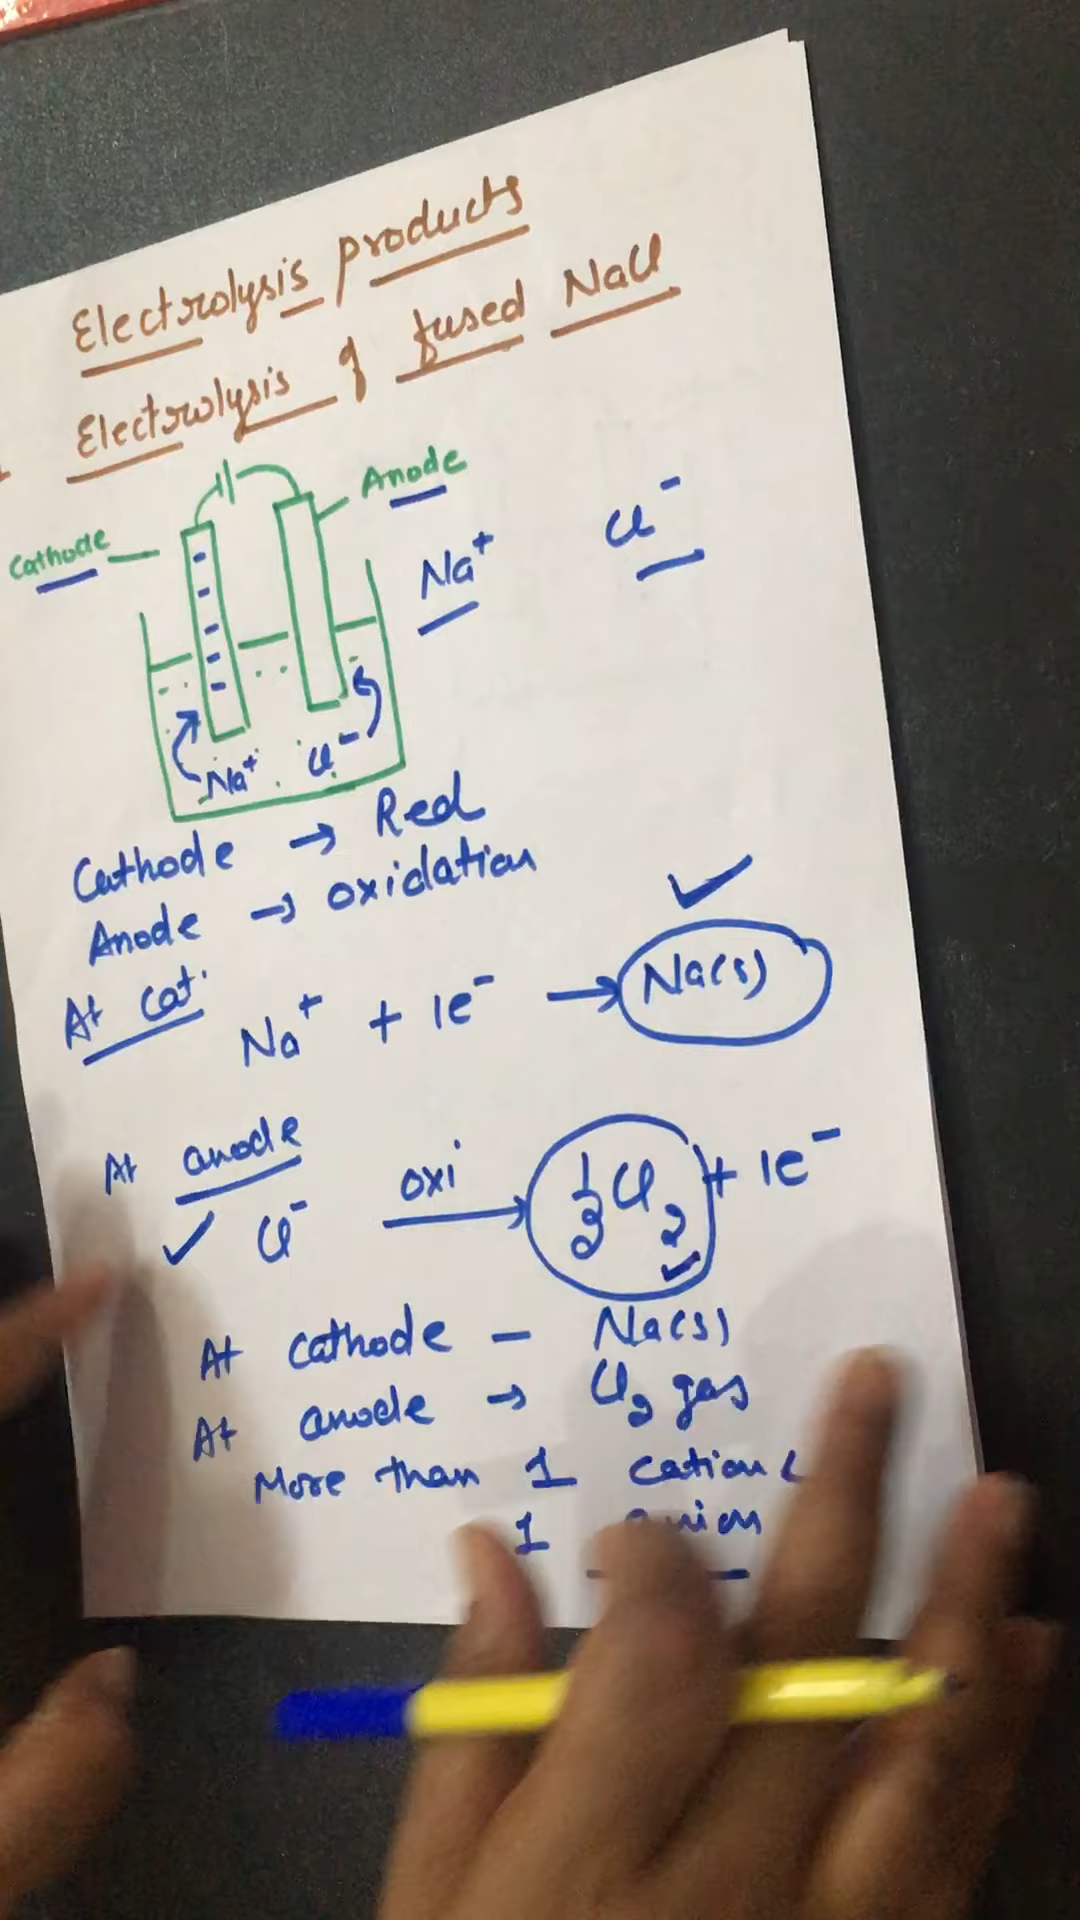 Electrolysis products
Electrolysis of fused NaCl
Anode
Cathode
Na⁺ Cl⁻
Na⁺ Cl⁻
Cathode → Red
Anode → oxidation
At cat.
Na⁺ + 1e⁻ → Na(s)
At anode
Cl⁻ oxi → ½Cl₂ + 1e⁻
At cathode – Na(s)
At anode → Cl₂ gas
More than 1 cation
1 anion